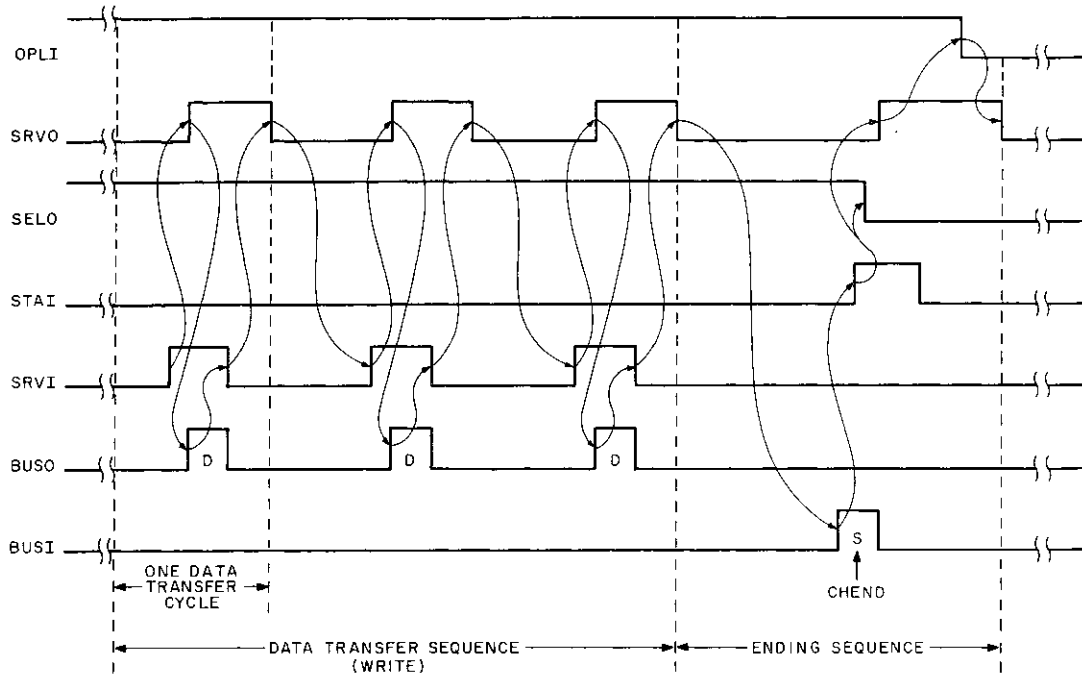 OPLI
SRVO
SELO
STAI
SRVI
BUSO
D
D
D
BUSI
S
CHEND
ONE DATA
TRANSFER
CYCLE
DATA TRANSFER SEQUENCE
(WRITE)
ENDING SEQUENCE